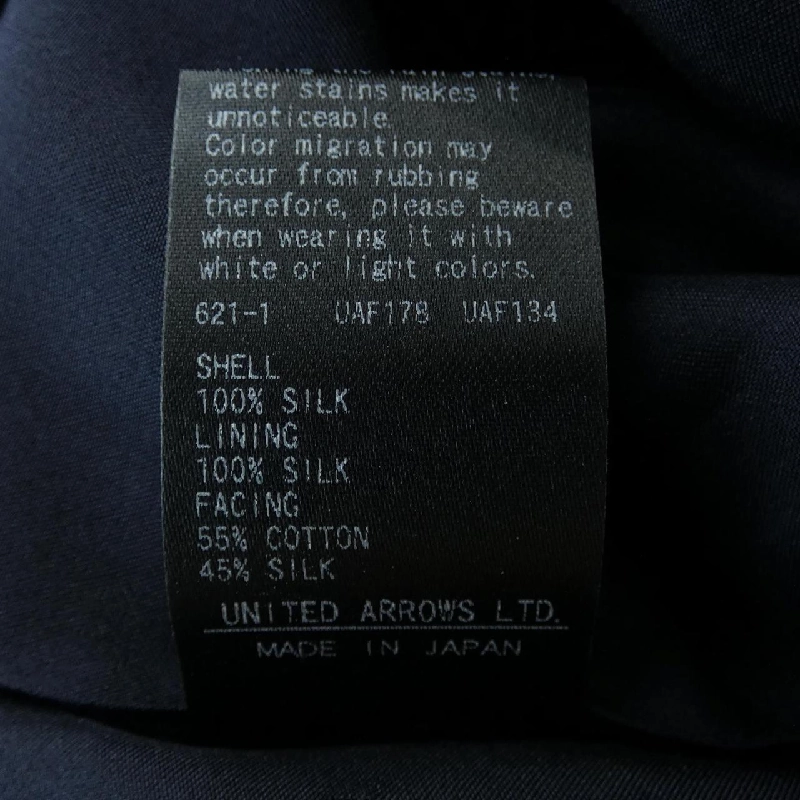 water stains makes it
unnoticeable.
Color migration may
occur from rubbing
therefore, please beware
when wearing it with
white or light colors.
621-1 UAF178 UAF134
SHELL
100% SILK
LINING
100% SILK
FACING
55% COTTON
45% SILK
UNITED ARROWS LTD.
MADE IN JAPAN